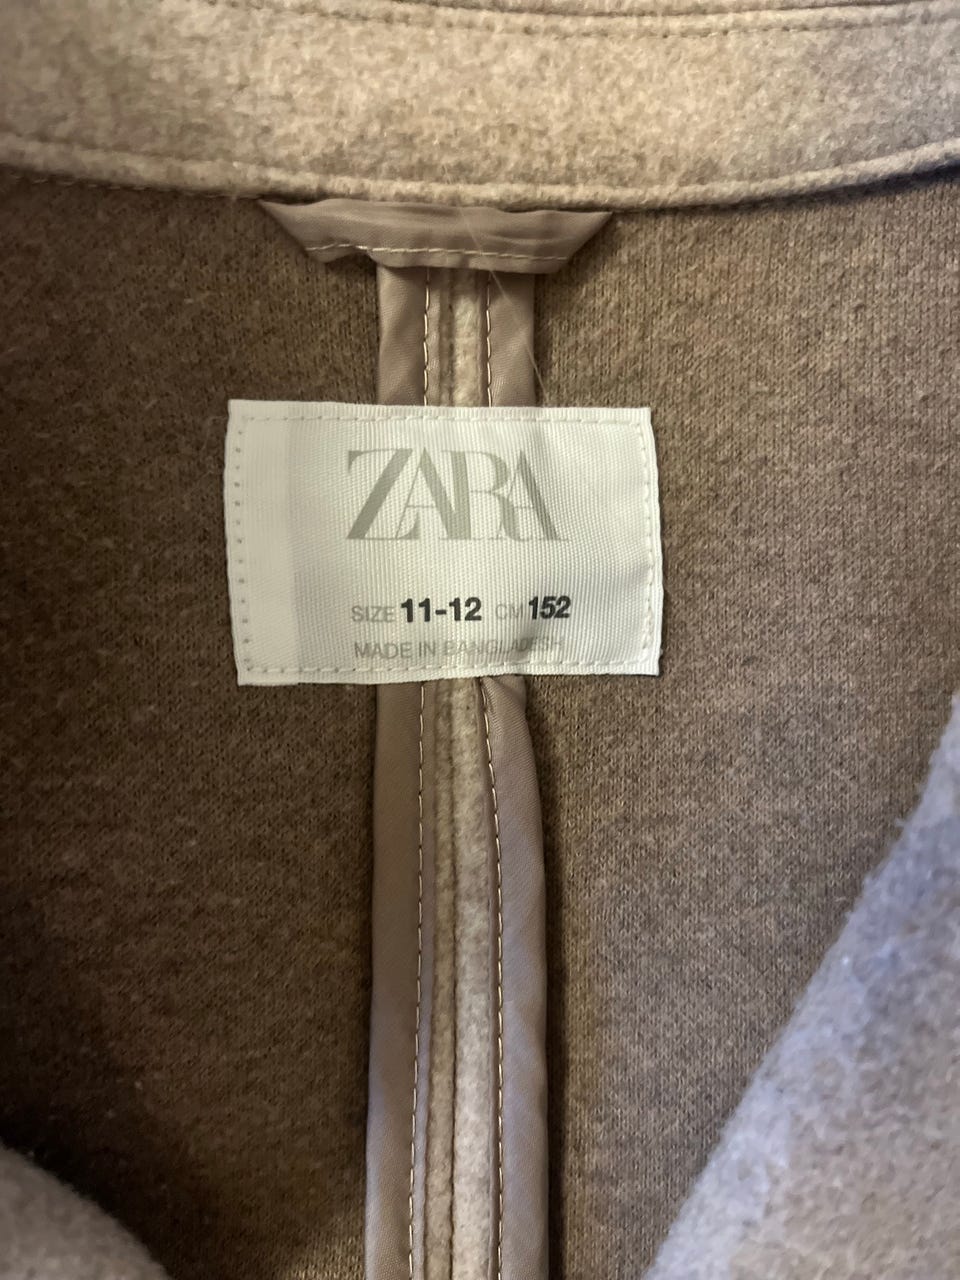 ZARA
SIZE 11-12 CM 152
MADE IN BANGLADESH